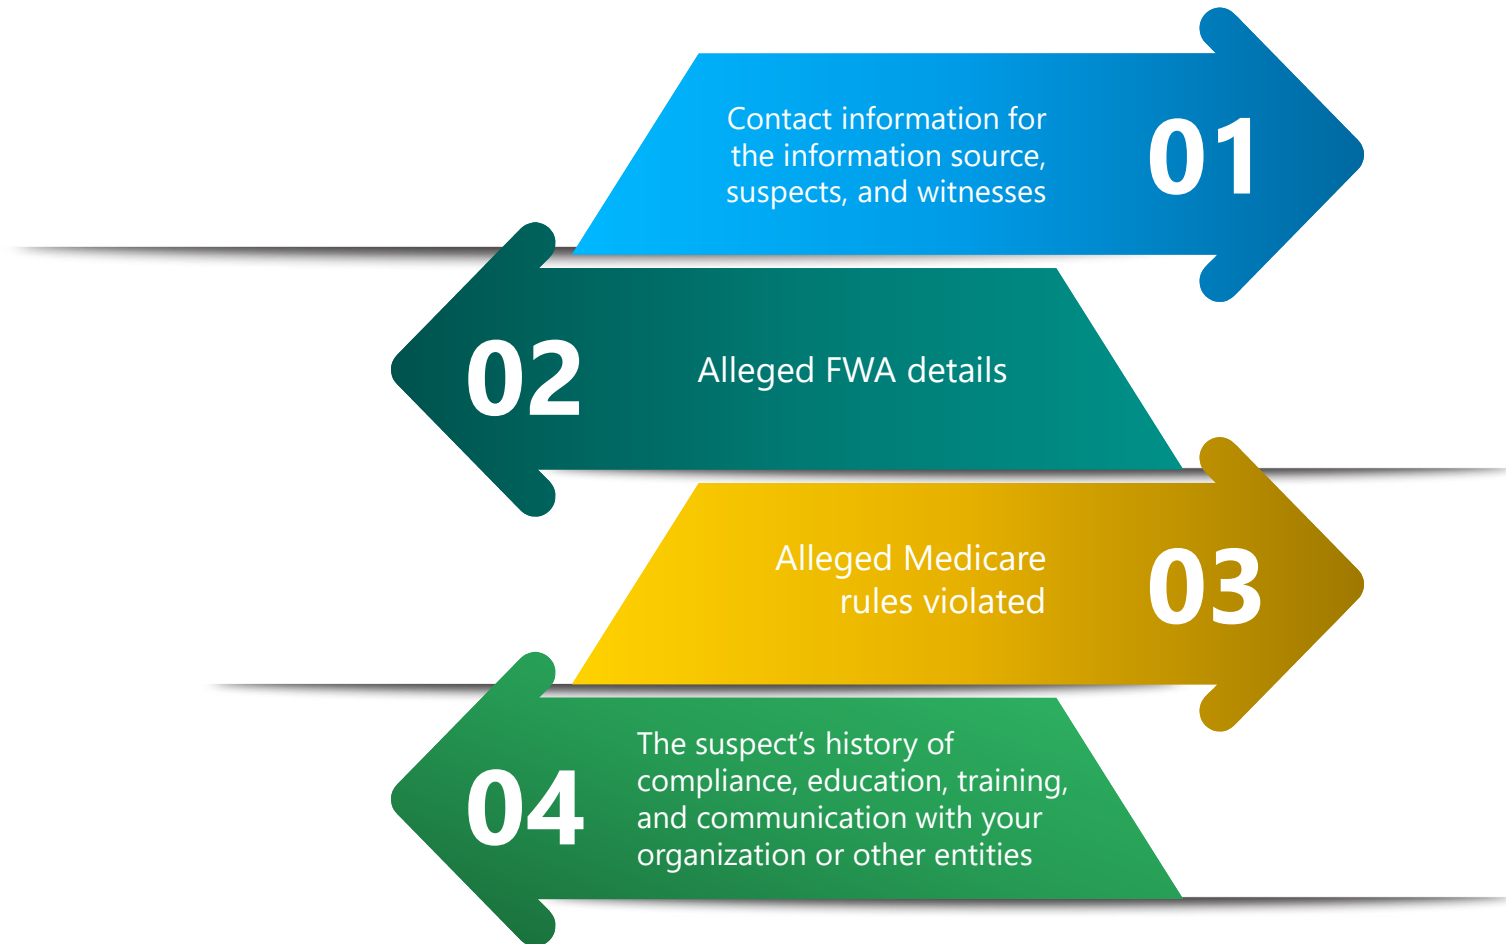 Contact information for
the information source,
suspects, and witnesses
01
02
Alleged FWA details
Alleged Medicare
rules violated
03
04
The suspect’s history of
compliance, education, training,
and communication with your
organization or other entities